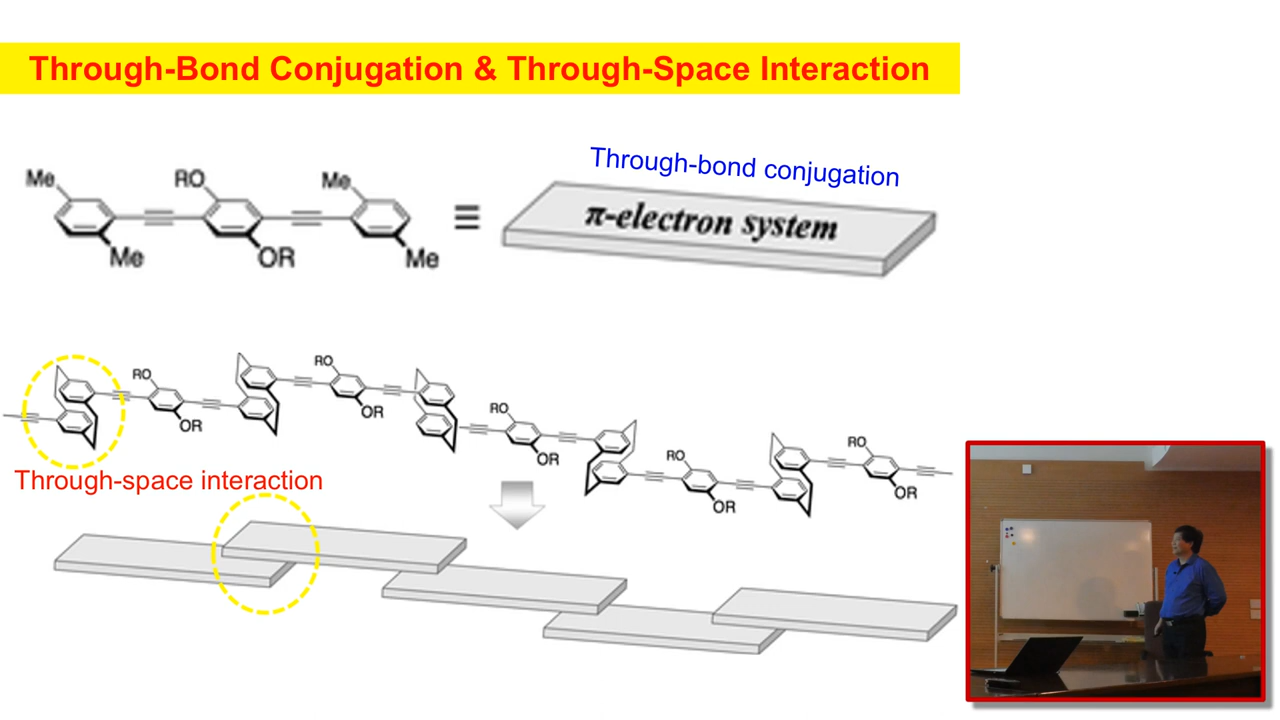 Through-Bond Conjugation & Through-Space Interaction
Through-bond conjugation
Me
RO
Me
π-electron system
Me
OR
Me
RO
RO
OR
OR
RO
OR
RO
OR
RO
OR
Through-space interaction